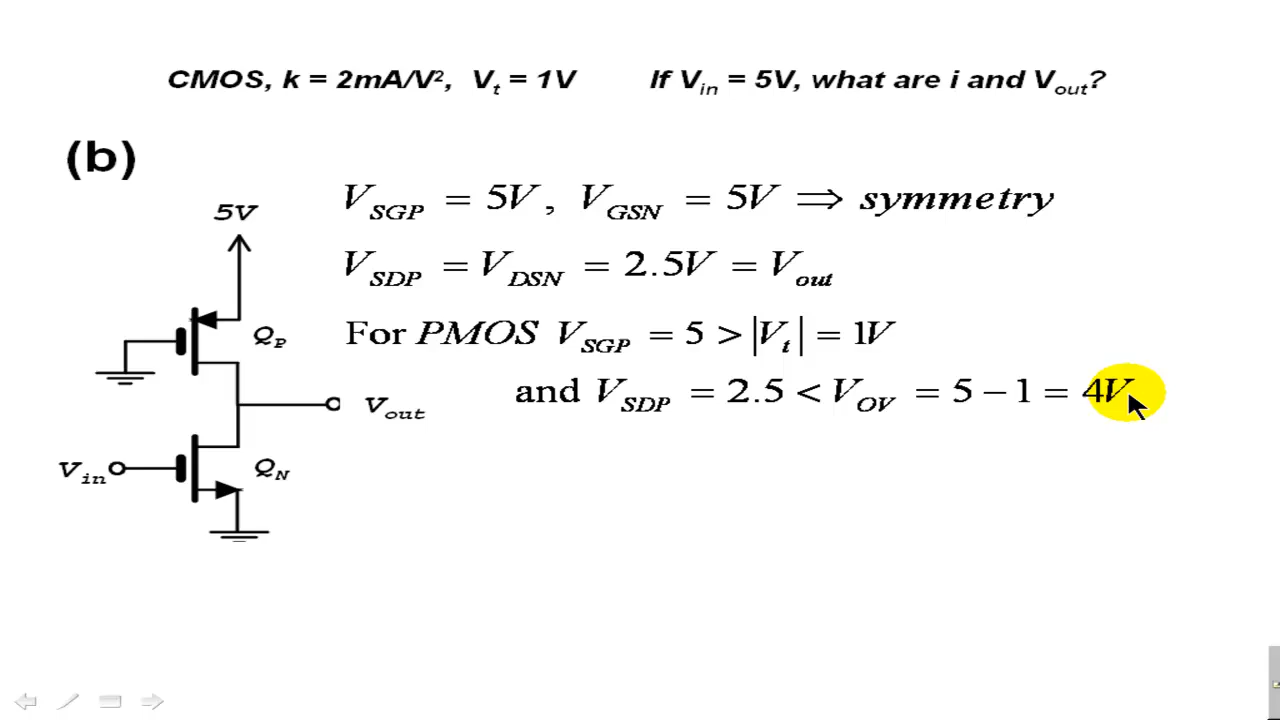 CMOS, k = 2mA/V², Vₜ = 1V If V_in = 5V, what are i and V_out?
(b)
V_SGP = 5V, V_GSN = 5V ⇒ symmetry
5V
V_SDP = V_DSN = 2.5V = V_out
For PMOS V_SGP = 5 > |V_t| = 1V
Q_P
and V_SDP = 2.5 < V_OV = 5 − 1 = 4V
V_out
V_in
Q_N